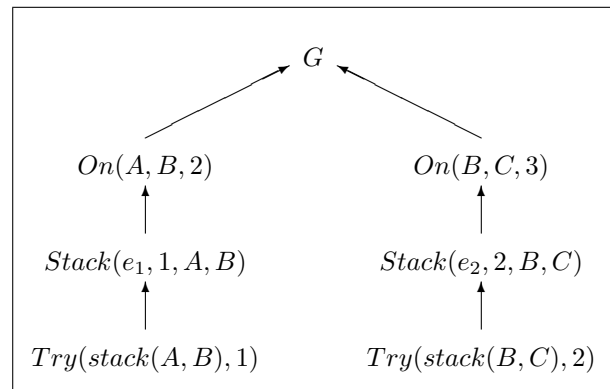 G
On(A, B, 2) On(B, C, 3)
Stack(e₁, 1, A, B) Stack(e₂, 2, B, C)
Try(stack(A, B), 1) Try(stack(B, C), 2)